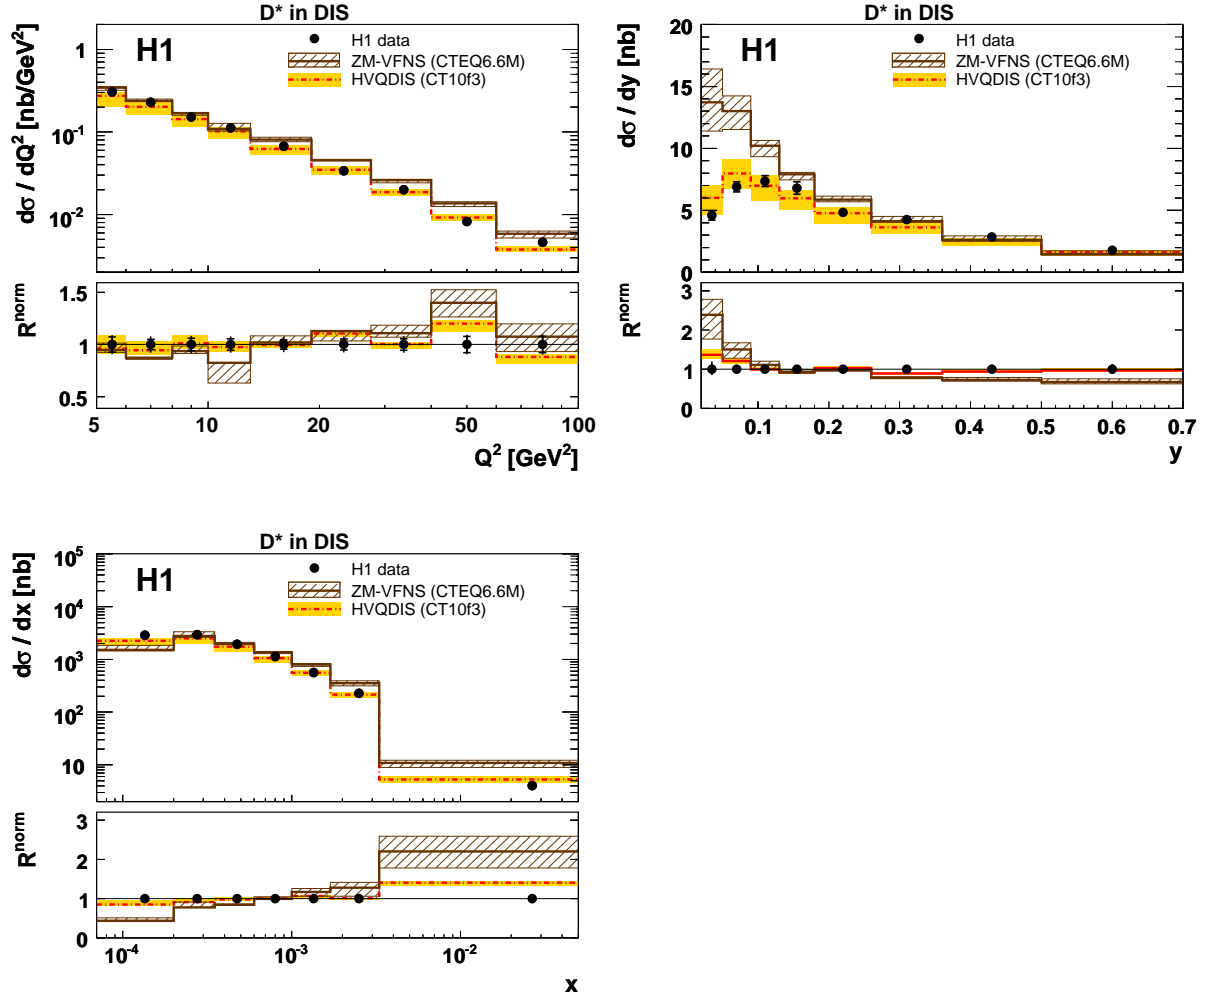 D* in DIS
dσ / dQ² [nb/GeV²]
H1
H1 data
ZM-VFNS (CTEQ6.6M)
HVQDIS (CT10f3)
1
10⁻¹
10⁻²
R^norm
1.5
1
0.5
5 10 20 50 100
Q² [GeV²]
D* in DIS
dσ / dy [nb]
H1
H1 data
ZM-VFNS (CTEQ6.6M)
HVQDIS (CT10f3)
20
15
10
5
0
R^norm
3
2
1
0
0.1 0.2 0.3 0.4 0.5 0.6 0.7
y
D* in DIS
dσ / dx [nb]
H1
H1 data
ZM-VFNS (CTEQ6.6M)
HVQDIS (CT10f3)
10⁵
10⁴
10³
10²
10
R^norm
3
2
1
0
10⁻⁴ 10⁻³ 10⁻²
x